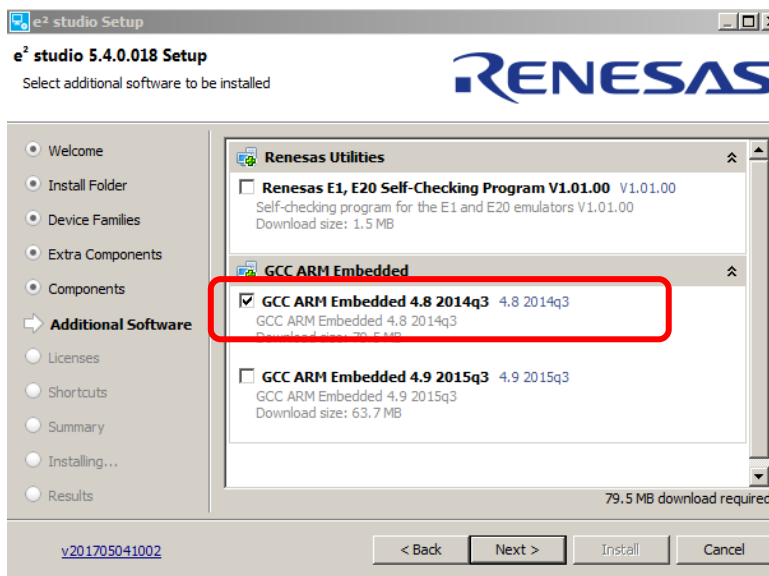 e² studio Setup
e² studio 5.4.0.018 Setup
Select additional software to be installed
RENESAS
Welcome
Install Folder
Device Families
Extra Components
Components
Additional Software
Licenses
Shortcuts
Summary
Installing...
Results
Renesas Utilities
Renesas E1, E20 Self-Checking Program V1.01.00 V1.01.00
Self-checking program for the E1 and E20 emulators V1.01.00
Download size: 1.5 MB
GCC ARM Embedded
GCC ARM Embedded 4.8 2014q3 4.8 2014q3
GCC ARM Embedded 4.8 2014q3
Download size: 79.5 MB
GCC ARM Embedded 4.9 2015q3 4.9 2015q3
GCC ARM Embedded 4.9 2015q3
Download size: 63.7 MB
79.5 MB download required
v201705041002
< Back
Next >
Install
Cancel